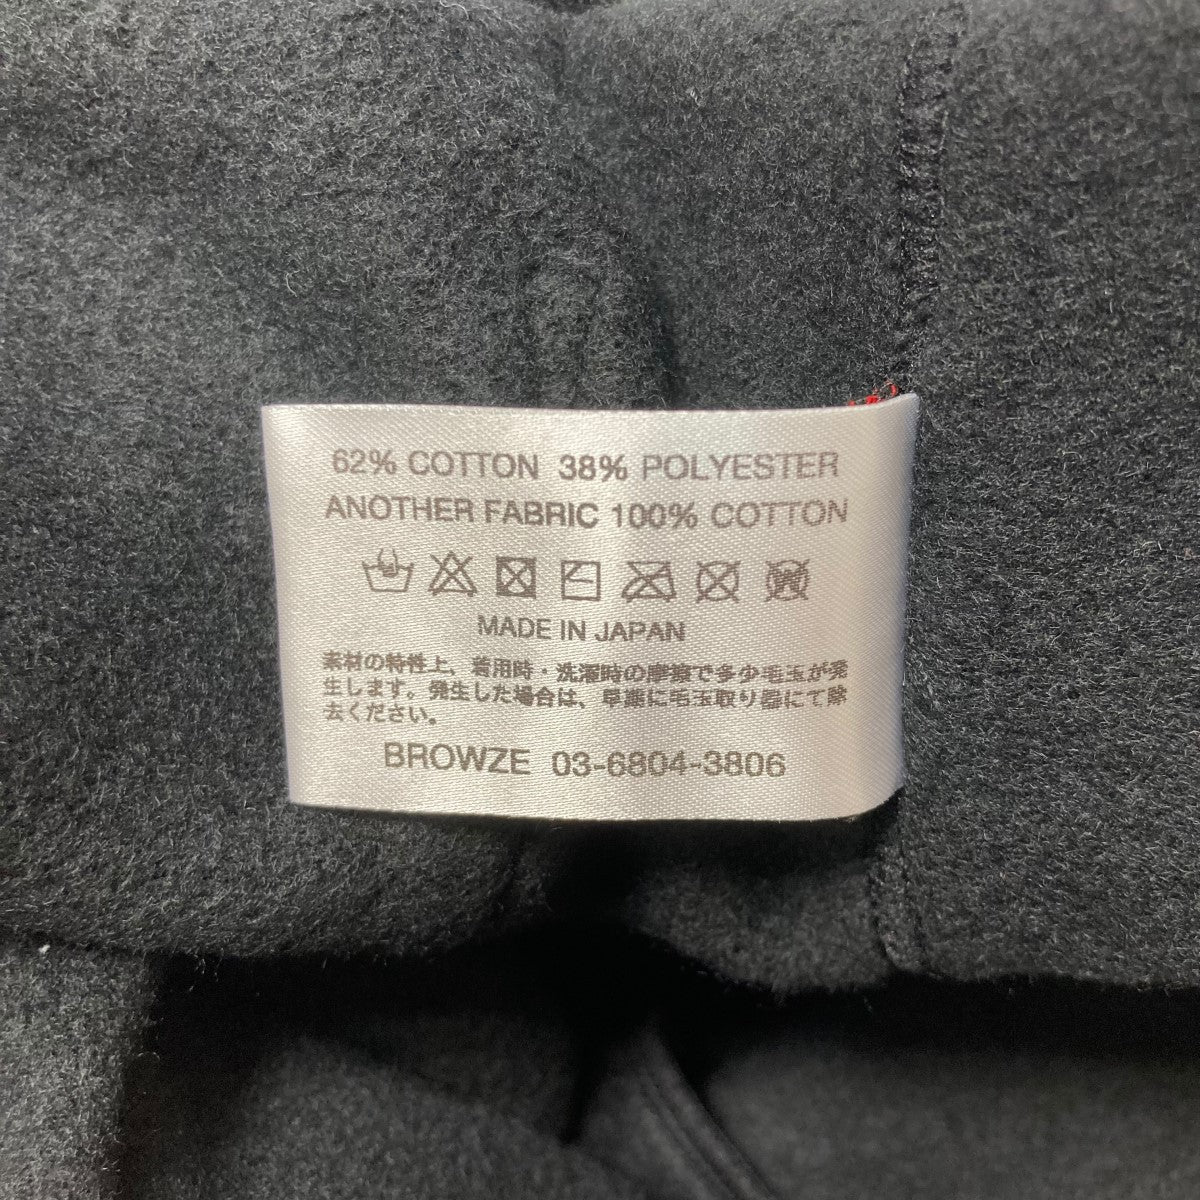 62% COTTON 38% POLYESTER
ANOTHER FABRIC 100% COTTON
MADE IN JAPAN
素材の特性上、着用時・洗濯時の摩擦で多少毛玉が発
生します。発生した場合は、早速に毛玉取り器にて除
去ください。
BROWZE 03-6804-3806